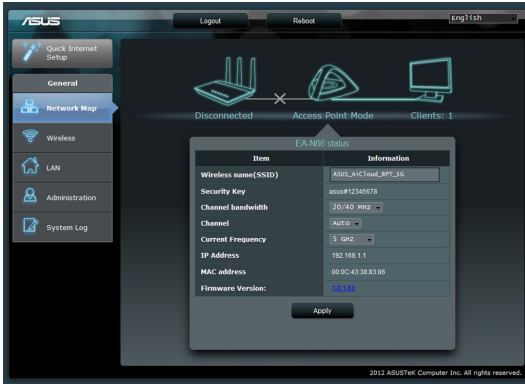 ASUS
Logout
Reboot
English
Quick Internet
Setup
General
Network Map
Wireless
LAN
Administration
System Log
Disconnected
Access Point Mode
Clients: 1
EA-N66 status
Item Information
Wireless name(SSID) ASUS_AiCloud_RPT_5G
Security Key asus#12345678
Channel bandwidth 20/40 MHz
Channel Auto
Current Frequency 5 GHz
IP Address 192.168.1.1
MAC address 00:0C:43:38:83:86
Firmware Version:
Apply
2012 ASUSTeK Computer Inc. All rights reserved.